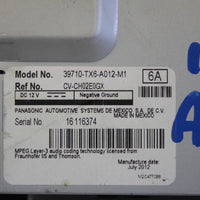 Model No. 39710-TX6-A012-M1
Ref No. CV-CH02E0GX 6A
DC 12 V Negative Ground
PANASONIC AUTOMOTIVE SYSTEMS DE MEXICO, S.A. DE C.V.
MADE IN MEXICO
Serial No. 16116374
MPEG Layer-3 audio coding technology licensed from
Fraunhofer IIS and Thomson.
Date of manufacture
July 2012